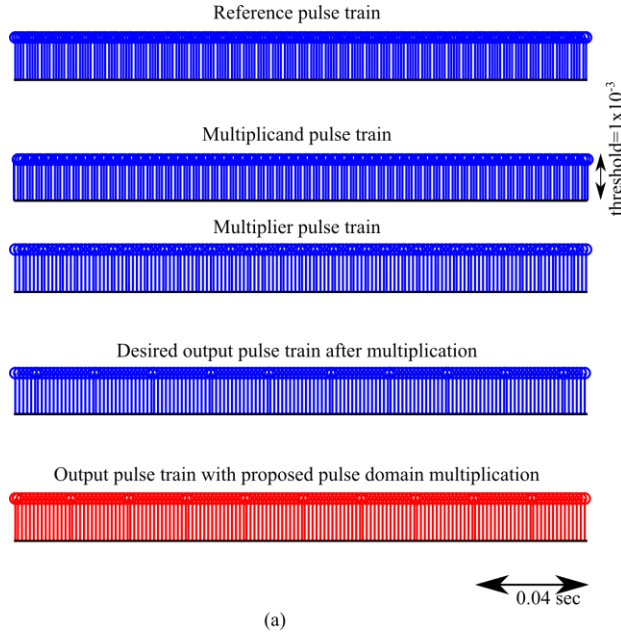 Reference pulse train
Multiplicand pulse train
threshold=1x10⁻³
Multiplier pulse train
Desired output pulse train after multiplication
Output pulse train with proposed pulse domain multiplication
0.04 sec
(a)